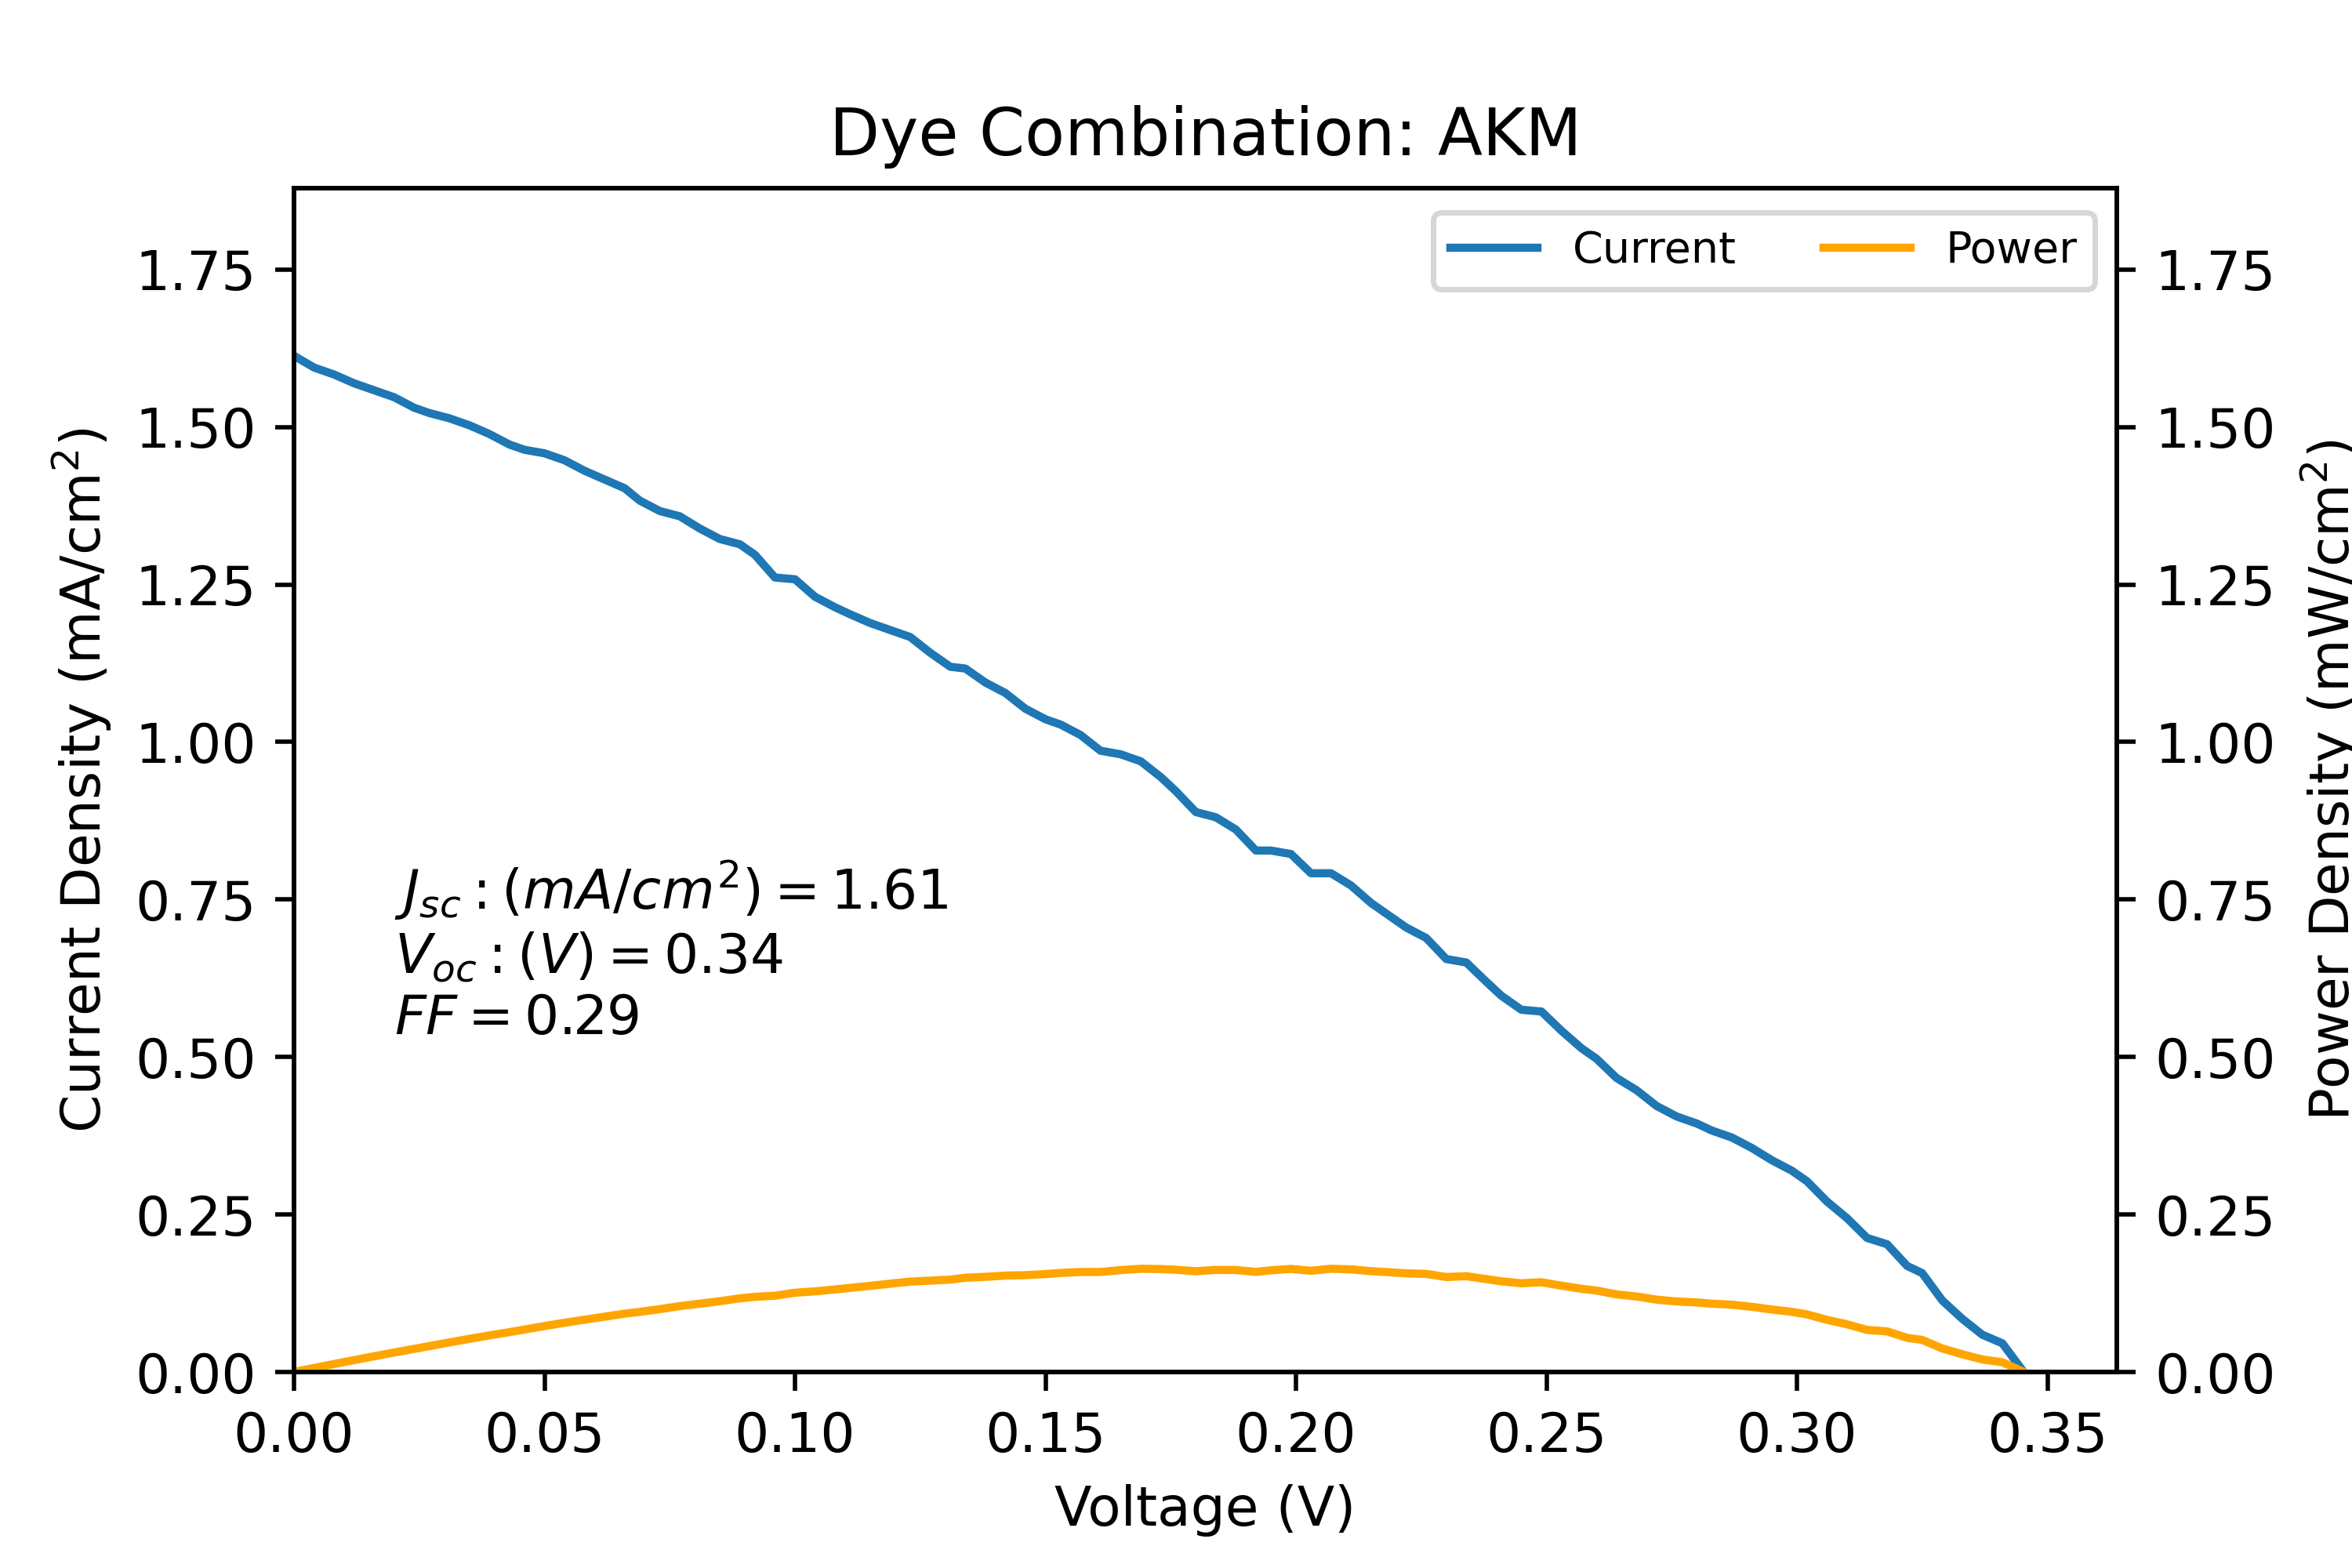 Dye Combination: AKM
Current Power
1.75
1.50
1.25
1.00
0.75
0.50
0.25
0.00
Current Density (mA/cm²)
J_sc : (mA/cm²) = 1.61
V_oc : (V) = 0.34
FF = 0.29
1.75
1.50
1.25
1.00
0.75
0.50
0.25
0.00
Power Density (mW/cm²)
0.00 0.05 0.10 0.15 0.20 0.25 0.30 0.35
Voltage (V)